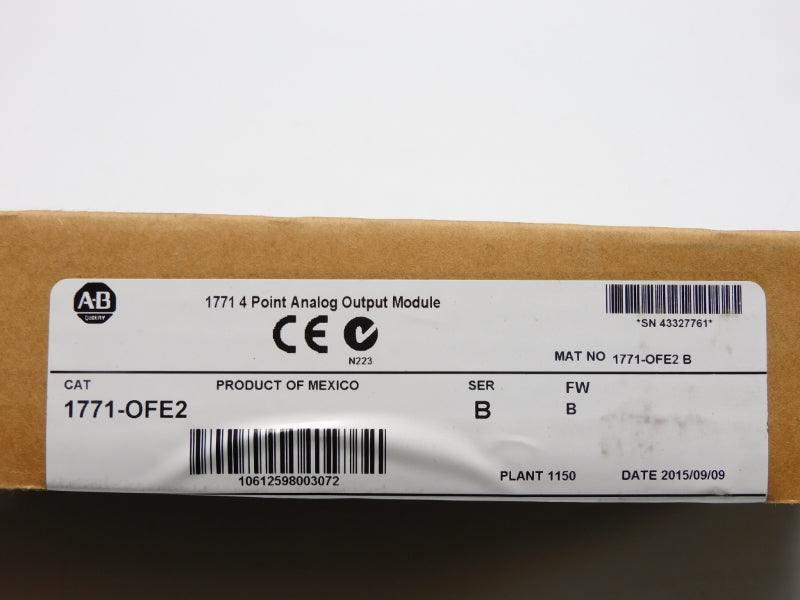 A-B
QUALITY
1771 4 Point Analog Output Module
CE
N223
*SN 43327761*
MAT NO 1771-OFE2 B
CAT
PRODUCT OF MEXICO
SER
FW
1771-OFE2
B
B
10612598003072
PLANT 1150
DATE 2015/09/09